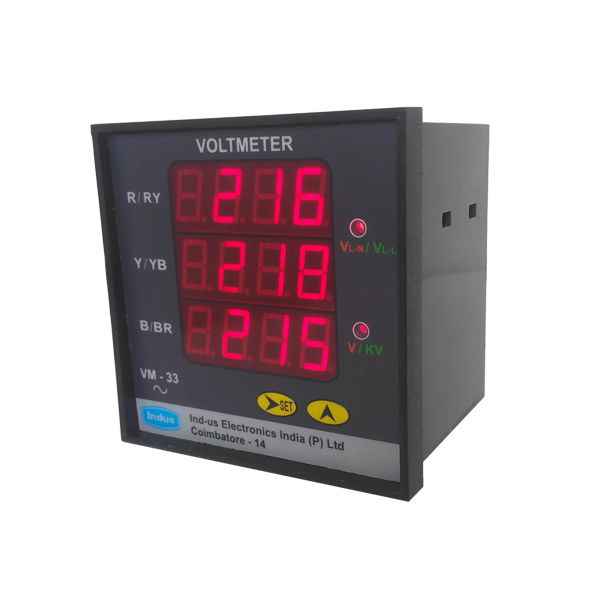 VOLTMETER
R/RY
216
VL-N / VL-L
Y/YB
218
B/BR
215
V / KV
VM - 33
SET
Indus
Ind-us Electronics India (P) Ltd
Coimbatore - 14